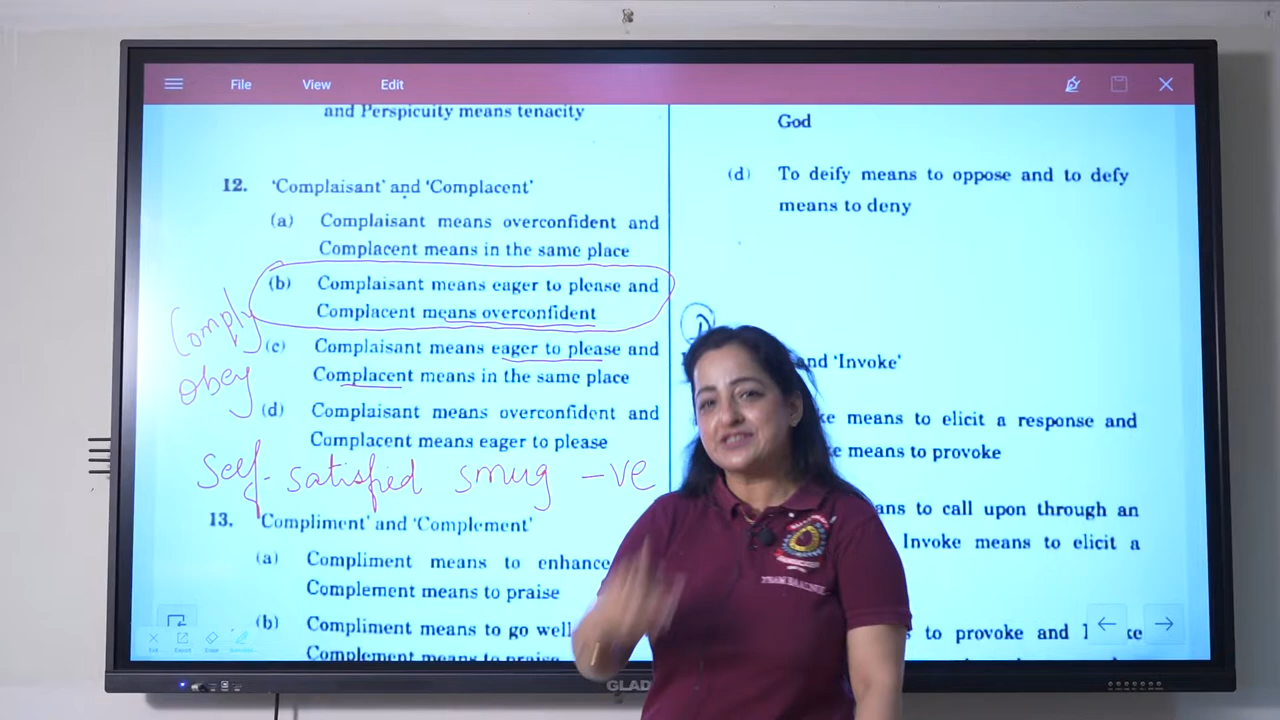 File View Edit
and Perspicuity means tenacity
12. 'Complaisant' and 'Complacent'
(a) Complaisant means overconfident and
Complacent means in the same place
(b) Complaisant means eager to please and
Complacent means overconfident
(c) Complaisant means eager to please and
Complacent means in the same place
(d) Complaisant means overconfident and
Complacent means eager to please
Comply
obey
Self-satisfied smug -ve
13. 'Compliment' and 'Complement'
(a) Compliment means to enhance
Complement means to praise
(b) Compliment means to go well
Complement means to praise
God
(d) To deify means to oppose and to defy
means to deny
and 'Invoke'
means to elicit a response and
means to provoke
to call upon through an
Invoke means to elicit a
to provoke and
GLAD